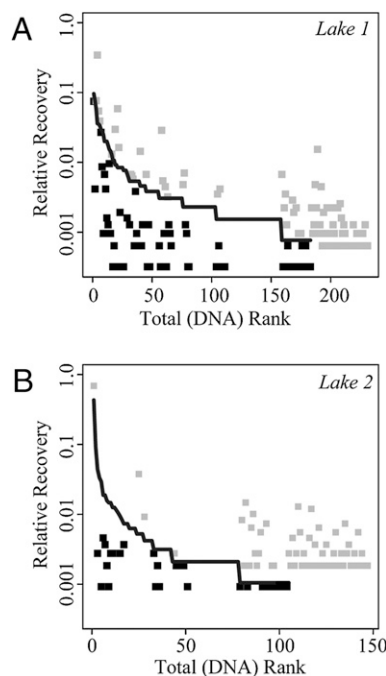 A
Lake 1
1.0
0.1
0.01
0.001
Relative Recovery
0
50
100
150
200
Total (DNA) Rank
B
Lake 2
1.0
0.1
0.01
0.001
Relative Recovery
0
50
100
150
Total (DNA) Rank